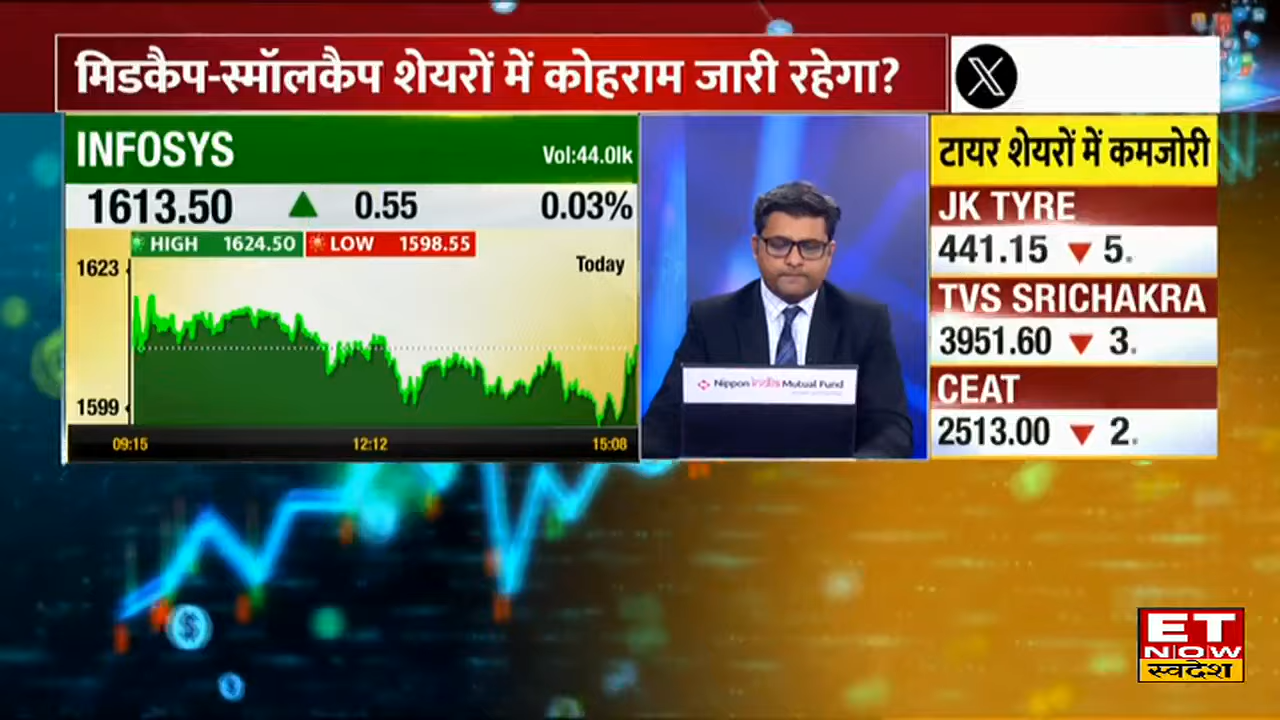 मिडकैप-स्मॉलकैप शेयरों में कोहराम जारी रहेगा?
INFOSYS
Vol:44.0lk
1613.50 ▲ 0.55 0.03%
HIGH 1624.50 LOW 1598.55
Today
1623
1599
09:15 12:12 15:08
Nippon india Mutual Fund
टायर शेयरों में कमजोरी
JK TYRE
441.15 ▼ 5.
TVS SRICHAKRA
3951.60 ▼ 3.
CEAT
2513.00 ▼ 2.
ET
NOW
स्वदेश